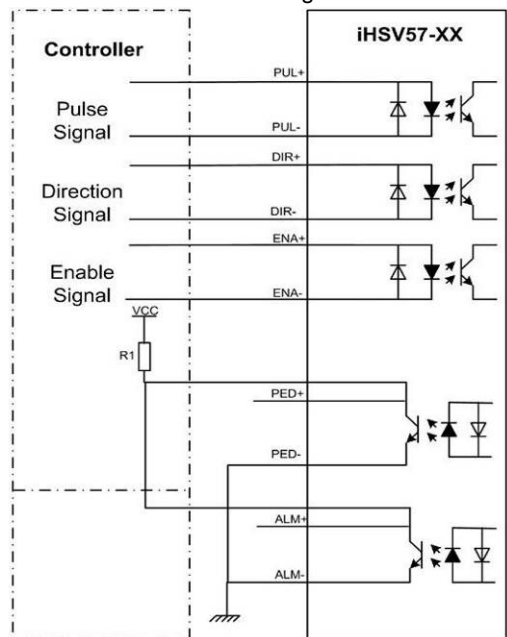 Controller
iHSV57-XX
PUL+
Pulse
Signal
PUL-
DIR+
Direction
Signal
DIR-
ENA+
Enable
Signal
ENA-
VCC
R1
PED+
PED-
ALM+
ALM-